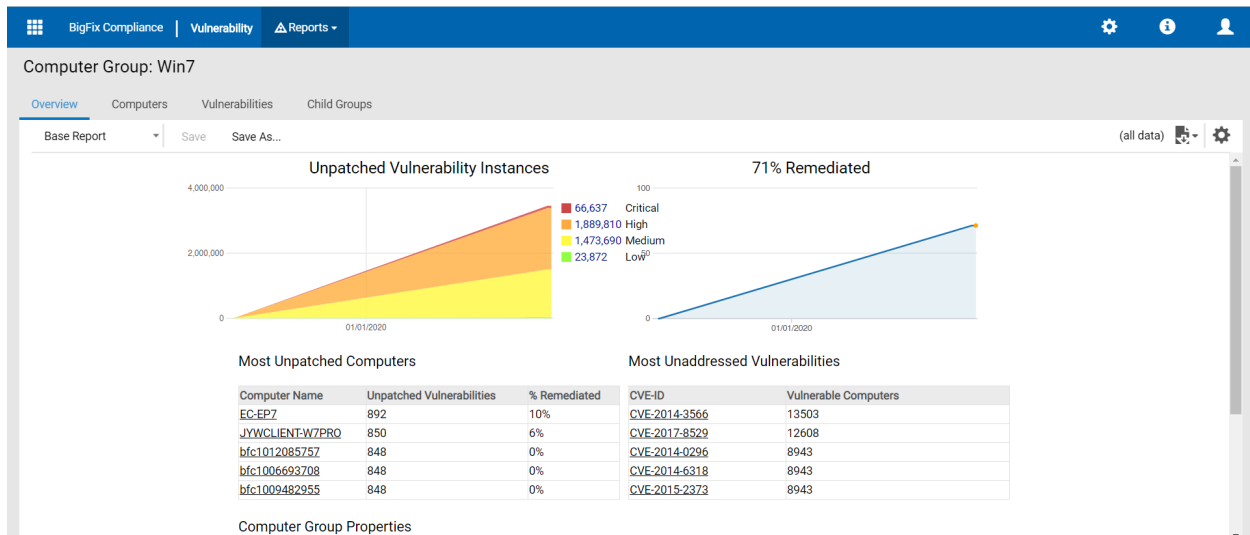 BigFix Compliance | Vulnerability Reports
Computer Group: Win7
Overview Computers Vulnerabilities Child Groups
Base Report Save Save As... (all data)
Unpatched Vulnerability Instances
4,000,000
2,000,000
0
01/01/2020
66,637 Critical
1,889,810 High
1,473,690 Medium
23,872 Low
71% Remediated
100
50
0
01/01/2020
Most Unpatched Computers
Computer Name Unpatched Vulnerabilities % Remediated
EC-EP7 892 10%
JYWCLIENT-W7PRO 850 6%
bfc1012085757 848 0%
bfc1006693708 848 0%
bfc1009482955 848 0%
Most Unaddressed Vulnerabilities
CVE-ID Vulnerable Computers
CVE-2014-3566 13503
CVE-2017-8529 12608
CVE-2014-0296 8943
CVE-2014-6318 8943
CVE-2015-2373 8943
Computer Group Properties